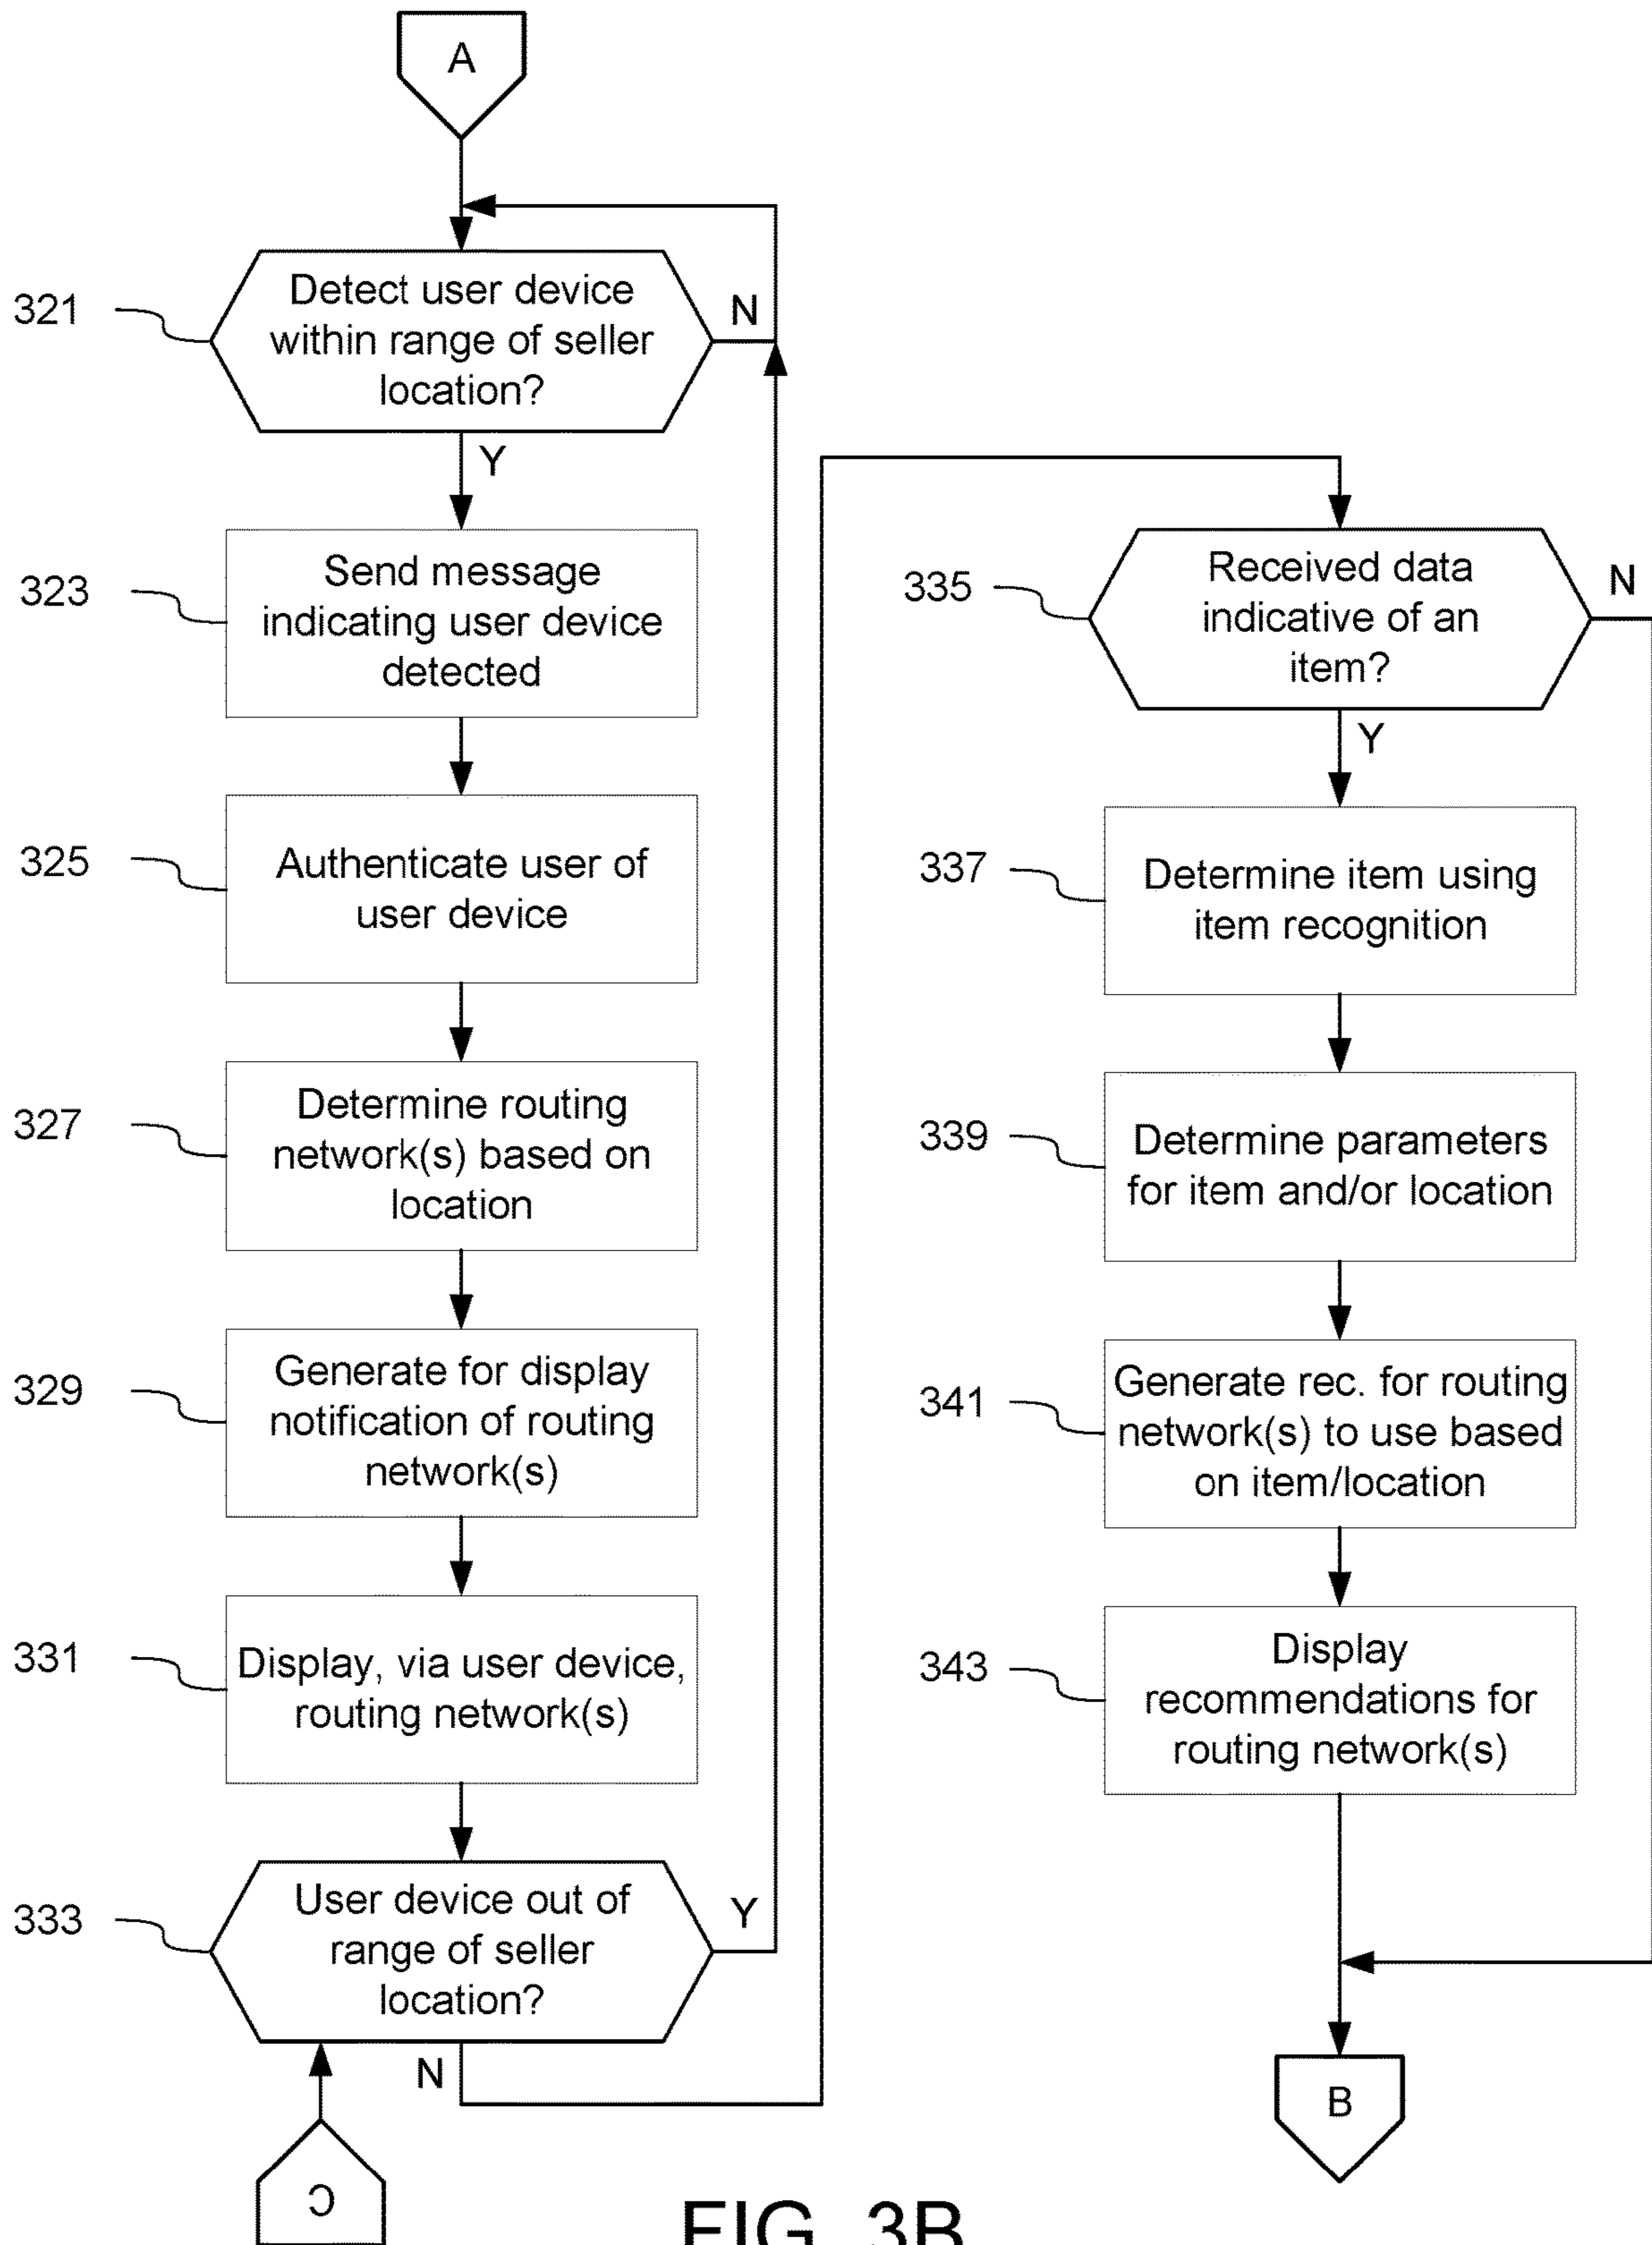 A
321
Detect user device
within range of seller
location?
N
Y
323
Send message
indicating user device
detected
325
Authenticate user of
user device
327
Determine routing
network(s) based on
location
329
Generate for display
notification of routing
network(s)
331
Display, via user device,
routing network(s)
333
User device out of
range of seller
location?
Y
N
C
335
Received data
indicative of an
item?
N
Y
337
Determine item using
item recognition
339
Determine parameters
for item and/or location
341
Generate rec. for routing
network(s) to use based
on item/location
343
Display
recommendations for
routing network(s)
B
FIG. 3B